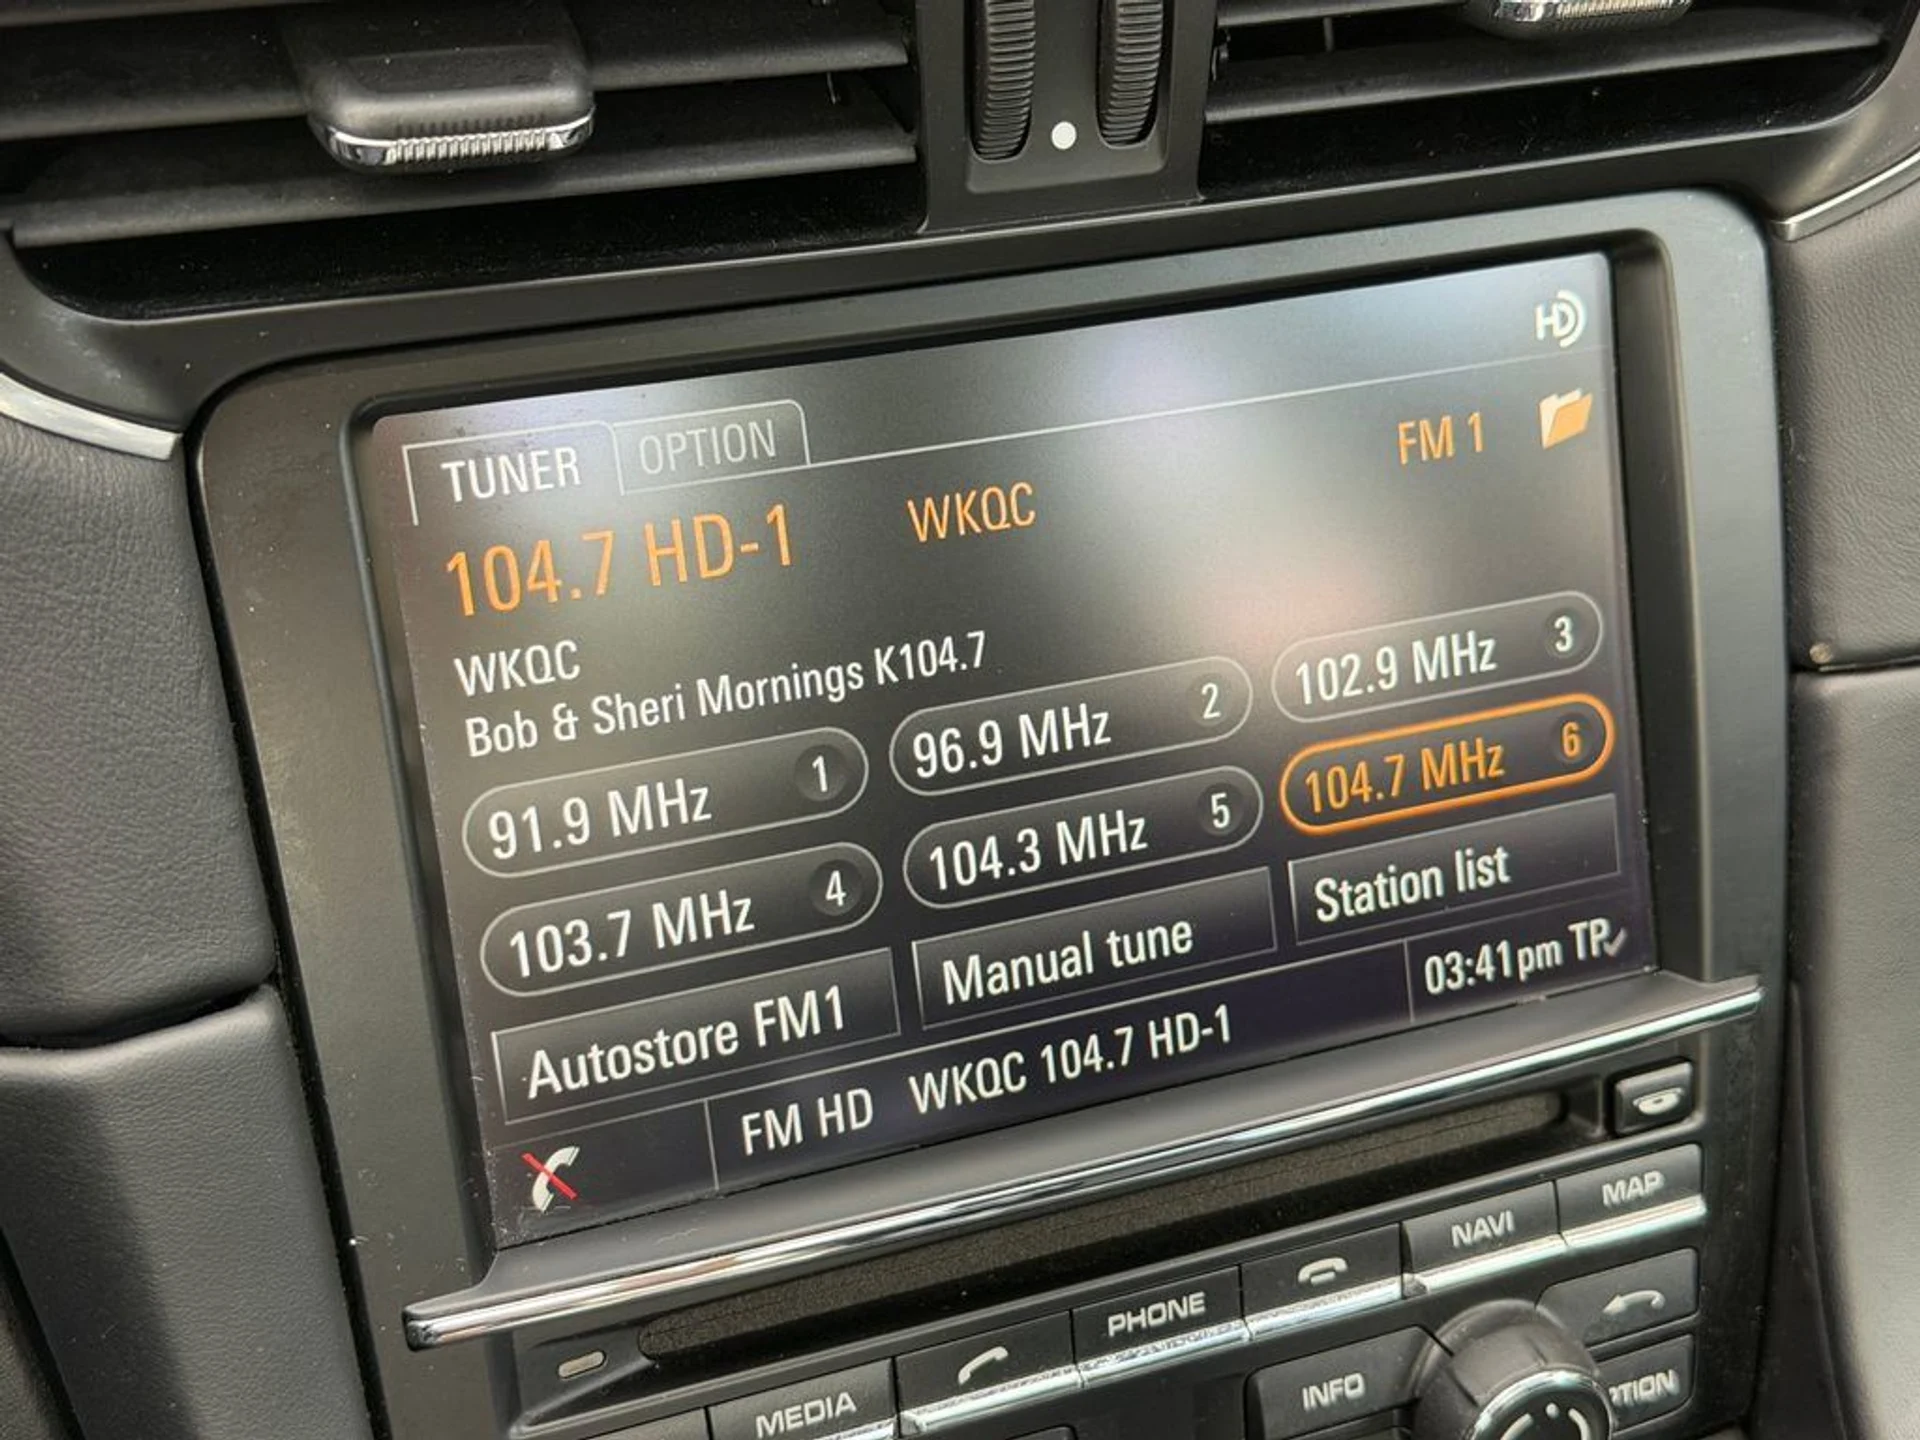 HD
TUNER OPTION
FM 1
104.7 HD-1 WKQC
WKQC
Bob & Sheri Mornings K104.7
91.9 MHz 1 96.9 MHz 2 102.9 MHz 3
103.7 MHz 4 104.3 MHz 5 104.7 MHz 6
Autostore FM1 Manual tune Station list
FM HD WKQC 104.7 HD-1 03:41pm TP
MEDIA PHONE NAVI MAP
INFO